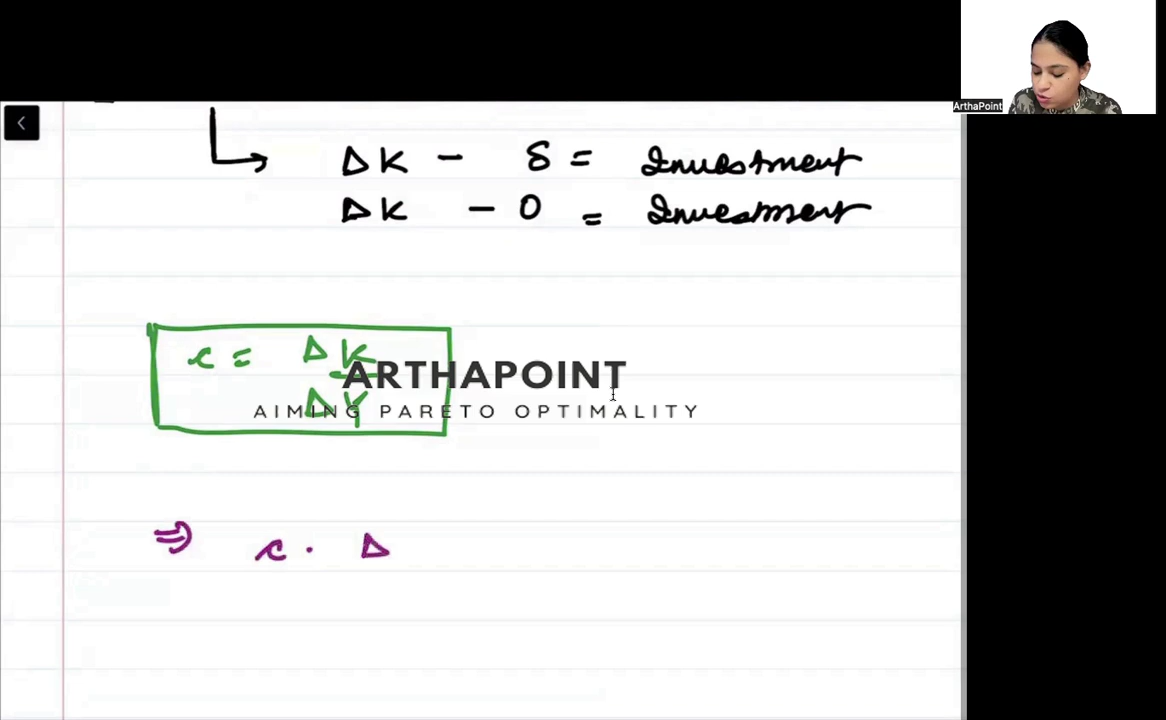 ArthaPoint
ΔK - δ = Investment
ΔK - 0 = Investment
c = ΔK
ΔY
ARTHAPOINT
AIMING PARETO OPTIMALITY
⇒ c . Δ